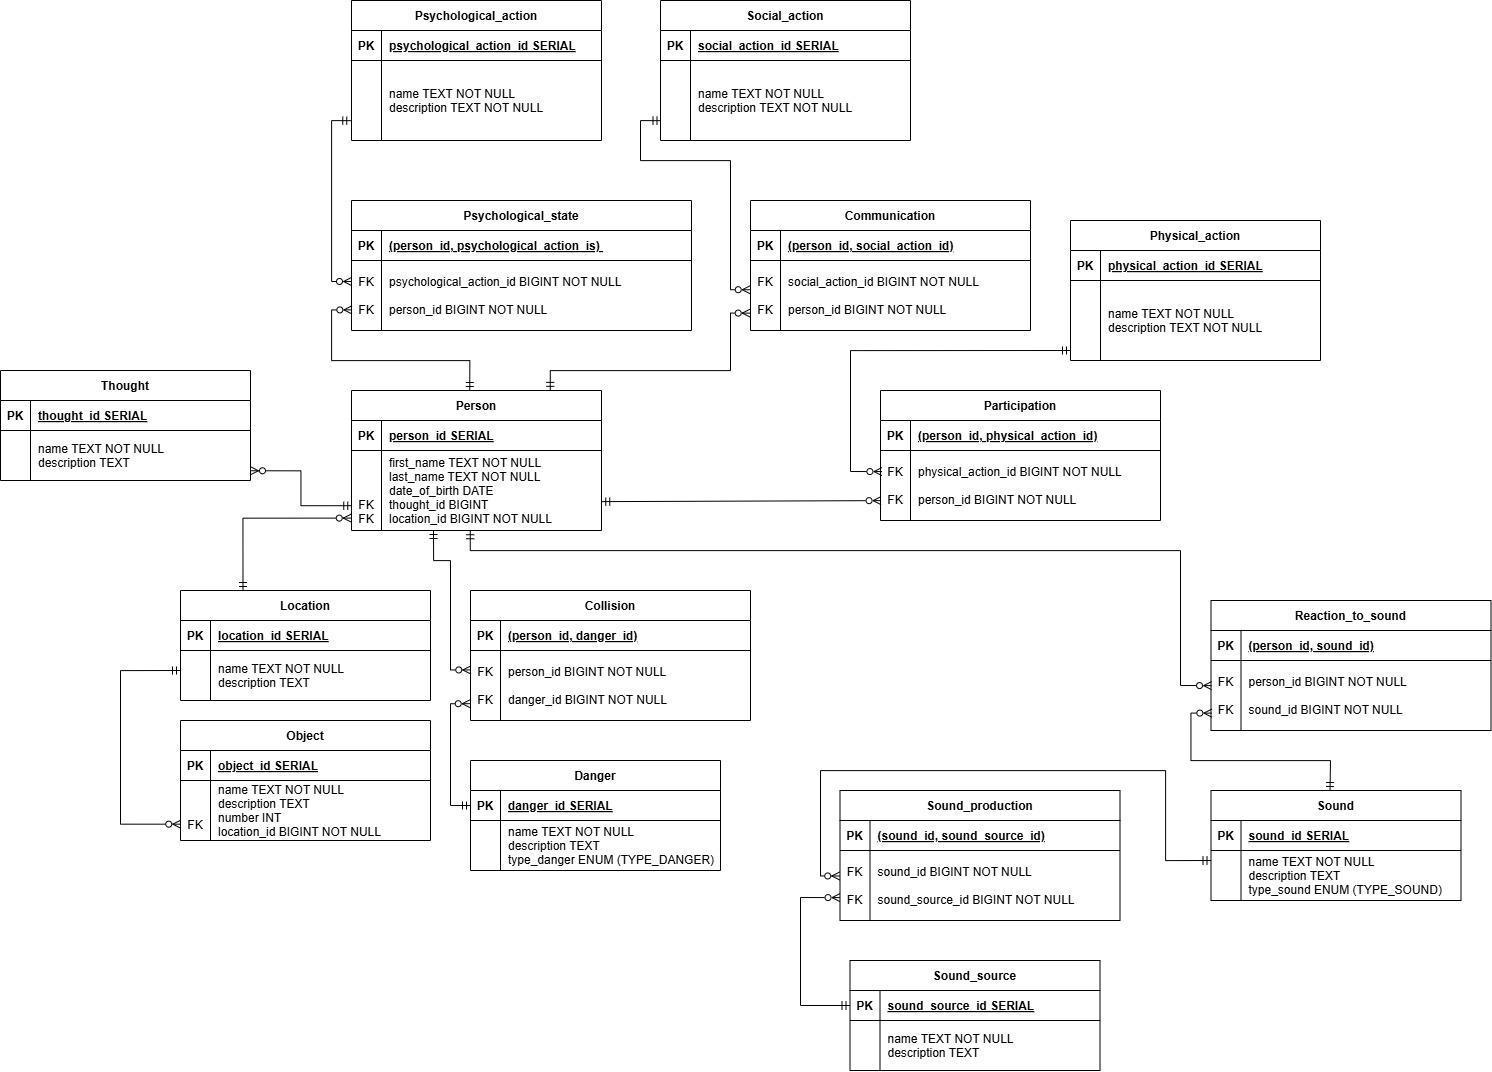 Psychological_action
PK psychological_action_id SERIAL
name TEXT NOT NULL
description TEXT NOT NULL
Social_action
PK social_action_id SERIAL
name TEXT NOT NULL
description TEXT NOT NULL
Psychological_state
PK (person_id, psychological_action_is)
FK psychological_action_id BIGINT NOT NULL
FK person_id BIGINT NOT NULL
Communication
PK (person_id, social_action_id)
FK social_action_id BIGINT NOT NULL
FK person_id BIGINT NOT NULL
Physical_action
PK physical_action_id SERIAL
name TEXT NOT NULL
description TEXT NOT NULL
Thought
PK thought_id SERIAL
name TEXT NOT NULL
description TEXT
Person
PK person_id SERIAL
first_name TEXT NOT NULL
last_name TEXT NOT NULL
date_of_birth DATE
FK thought_id BIGINT
FK location_id BIGINT NOT NULL
Participation
PK (person_id, physical_action_id)
FK physical_action_id BIGINT NOT NULL
FK person_id BIGINT NOT NULL
Location
PK location_id SERIAL
name TEXT NOT NULL
description TEXT
Collision
PK (person_id, danger_id)
FK person_id BIGINT NOT NULL
FK danger_id BIGINT NOT NULL
Reaction_to_sound
PK (person_id, sound_id)
FK person_id BIGINT NOT NULL
FK sound_id BIGINT NOT NULL
Object
PK object_id SERIAL
name TEXT NOT NULL
description TEXT
number INT
FK location_id BIGINT NOT NULL
Danger
PK danger_id SERIAL
name TEXT NOT NULL
description TEXT
type_danger ENUM (TYPE_DANGER)
Sound_production
PK (sound_id, sound_source_id)
FK sound_id BIGINT NOT NULL
FK sound_source_id BIGINT NOT NULL
Sound
PK sound_id SERIAL
name TEXT NOT NULL
description TEXT
type_sound ENUM (TYPE_SOUND)
Sound_source
PK sound_source_id SERIAL
name TEXT NOT NULL
description TEXT